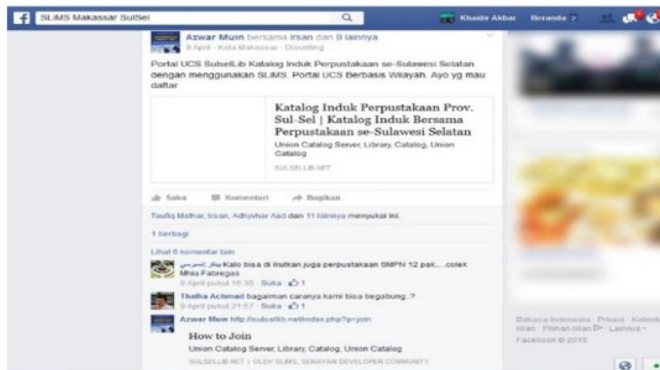 SLiMS Makassar SulSel
Khaidir Akbar Beranda 7
Azwar Muin bersama Irsan dan 9 lainnya
9 April · Kota Makassar · Disunting
Portal UCS SulselLib Katalog Induk Perpustakaan se-Sulawesi Selatan
dengan menggunakan SLiMS. Portal UCS Berbasis Wilayah. Ayo yg mau
daftar
Katalog Induk Perpustakaan Prov.
Sul-Sel | Katalog Induk Bersama
Perpustakaan se-Sulawesi Selatan
Union Catalog Server, Library, Catalog, Union
Catalog
SULSELLIB.NET
Suka Komentari Bagikan
Taufiq Mathar, Irsan, Adhyvhar Aad dan 11 lainnya menyukai ini.
1 berbagi
Lihat 6 komentar lain
Kalo bisa di ikutkan juga perpustakaan SMPN 12 pak... .colek
Mhia Fabregas
9 April pukul 16:35 · Suka · 1
Thalha Achmad bagaiman caranya kami bisa begabung..?
9 April pukul 21:57 · Suka · 1
Azwar Muin http://sulsellib.net/index.php?p=join
How to Join
Union Catalog Server, Library, Catalog, Union Catalog
SULSELLIB.NET | OLEH SLIMS, SENAYAN DEVELOPER COMMUNITY
Bahasa Indonesia · Privasi ·
Iklan · Pilihan Iklan · Lainnya
Facebook © 2015